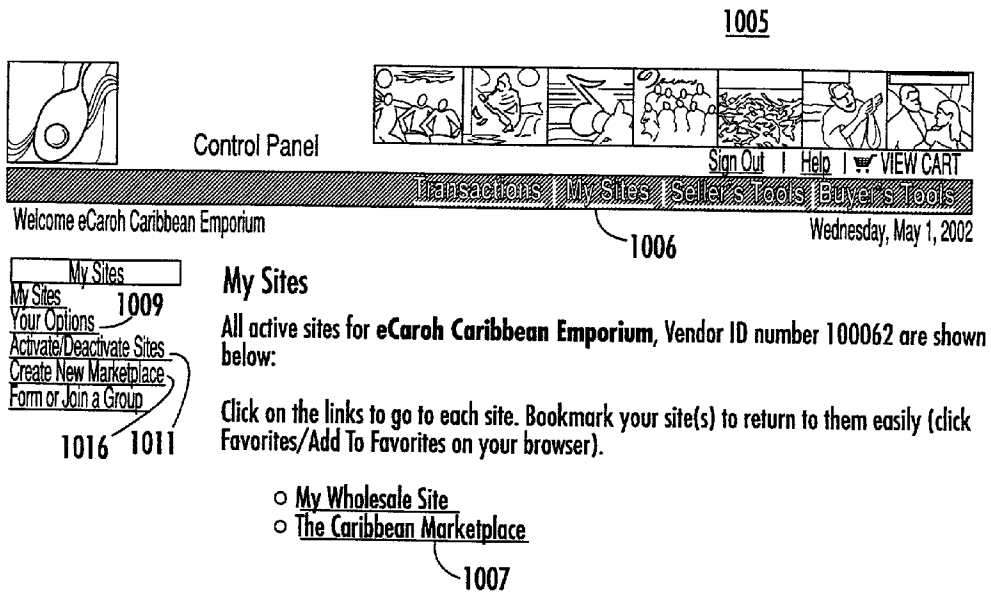 1005
Control Panel
Sign Out | Help | VIEW CART
Transactions | My Sites | Seller's Tools | Buyer's Tools
Welcome eCaroh Caribbean Emporium
1006
Wednesday, May 1, 2002
My Sites
My Sites
1009
Your Options
Activate/Deactivate Sites
Create New Marketplace
Form or Join a Group
1016
1011
My Sites
All active sites for eCaroh Caribbean Emporium, Vendor ID number 100062 are shown
below:
Click on the links to go to each site. Bookmark your site(s) to return to them easily (click
Favorites/Add To Favorites on your browser).
My Wholesale Site
The Caribbean Marketplace
1007